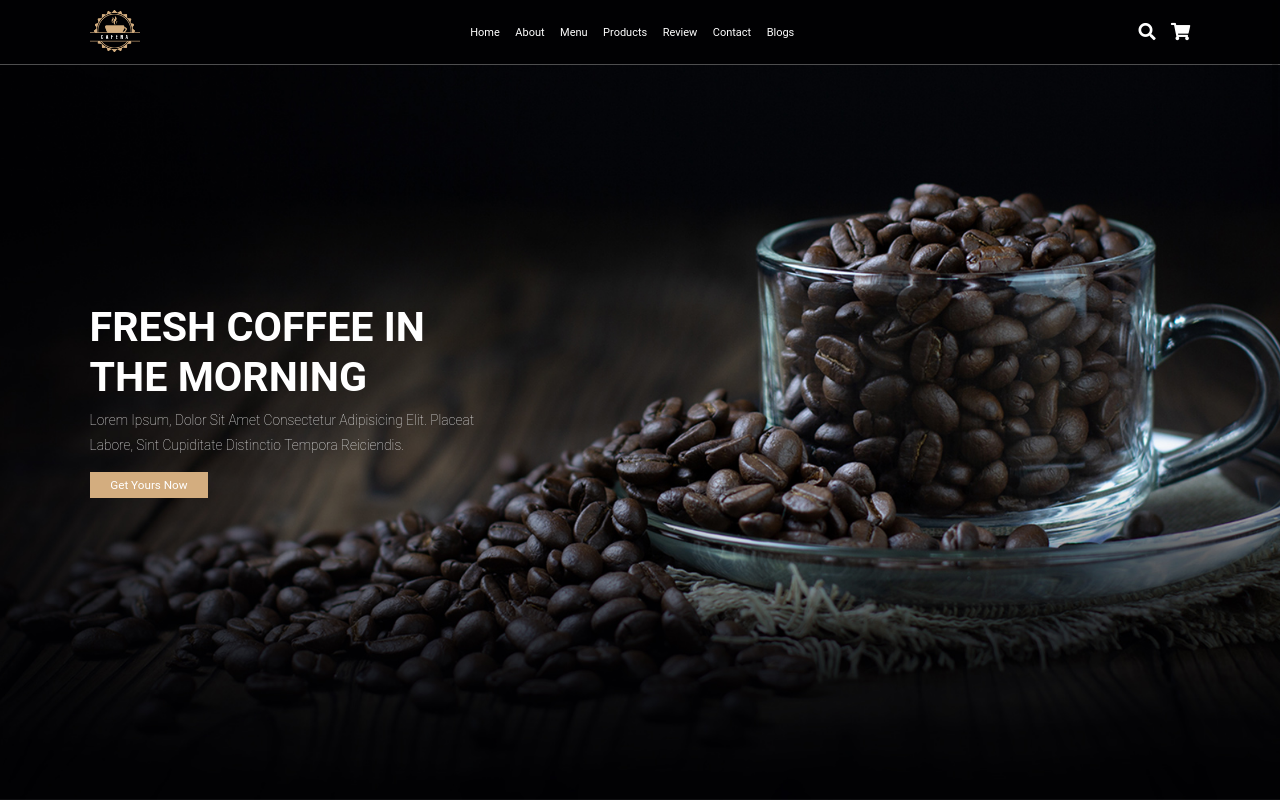 CAFENA
Home About Menu Products Review Contact Blogs
FRESH COFFEE IN
THE MORNING
Lorem Ipsum, Dolor Sit Amet Consectetur Adipisicing Elit. Placeat
Labore, Sint Cupiditate Distinctio Tempora Reiciendis.
Get Yours Now